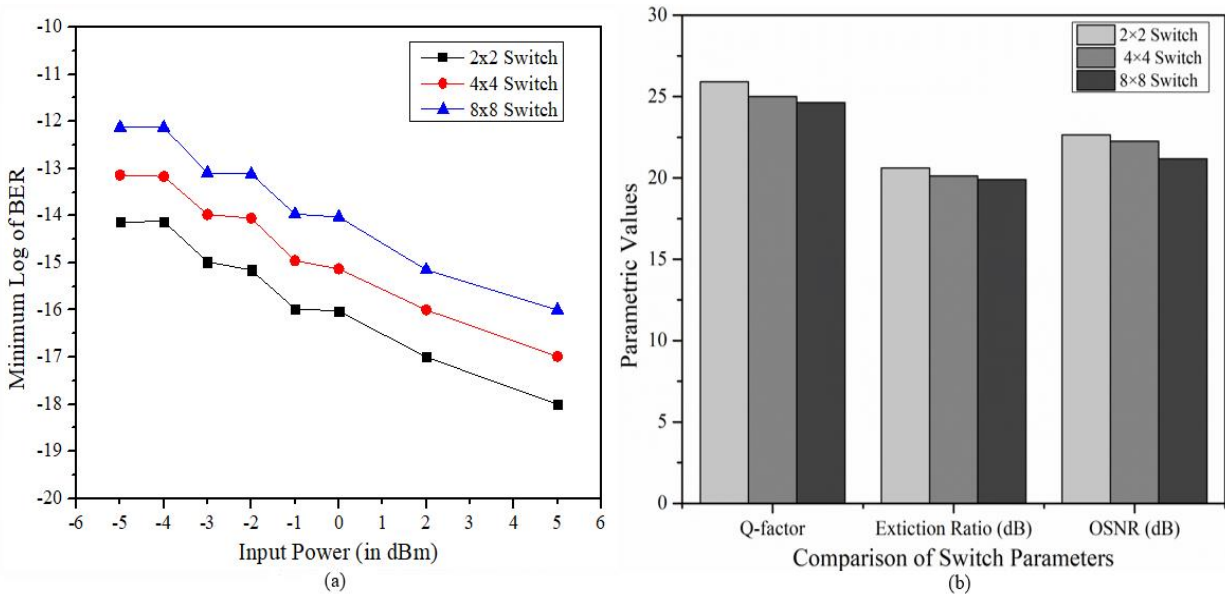 -10
-11
-12
-13
-14
-15
-16
-17
-18
-19
-20
Minimum Log of BER
2x2 Switch
4x4 Switch
8x8 Switch
-6 -5 -4 -3 -2 -1 0 1 2 3 4 5 6
Input Power (in dBm)
(a)
30
25
20
15
10
5
0
Parametric Values
2×2 Switch
4×4 Switch
8×8 Switch
Q-factor Extiction Ratio (dB) OSNR (dB)
Comparison of Switch Parameters
(b)